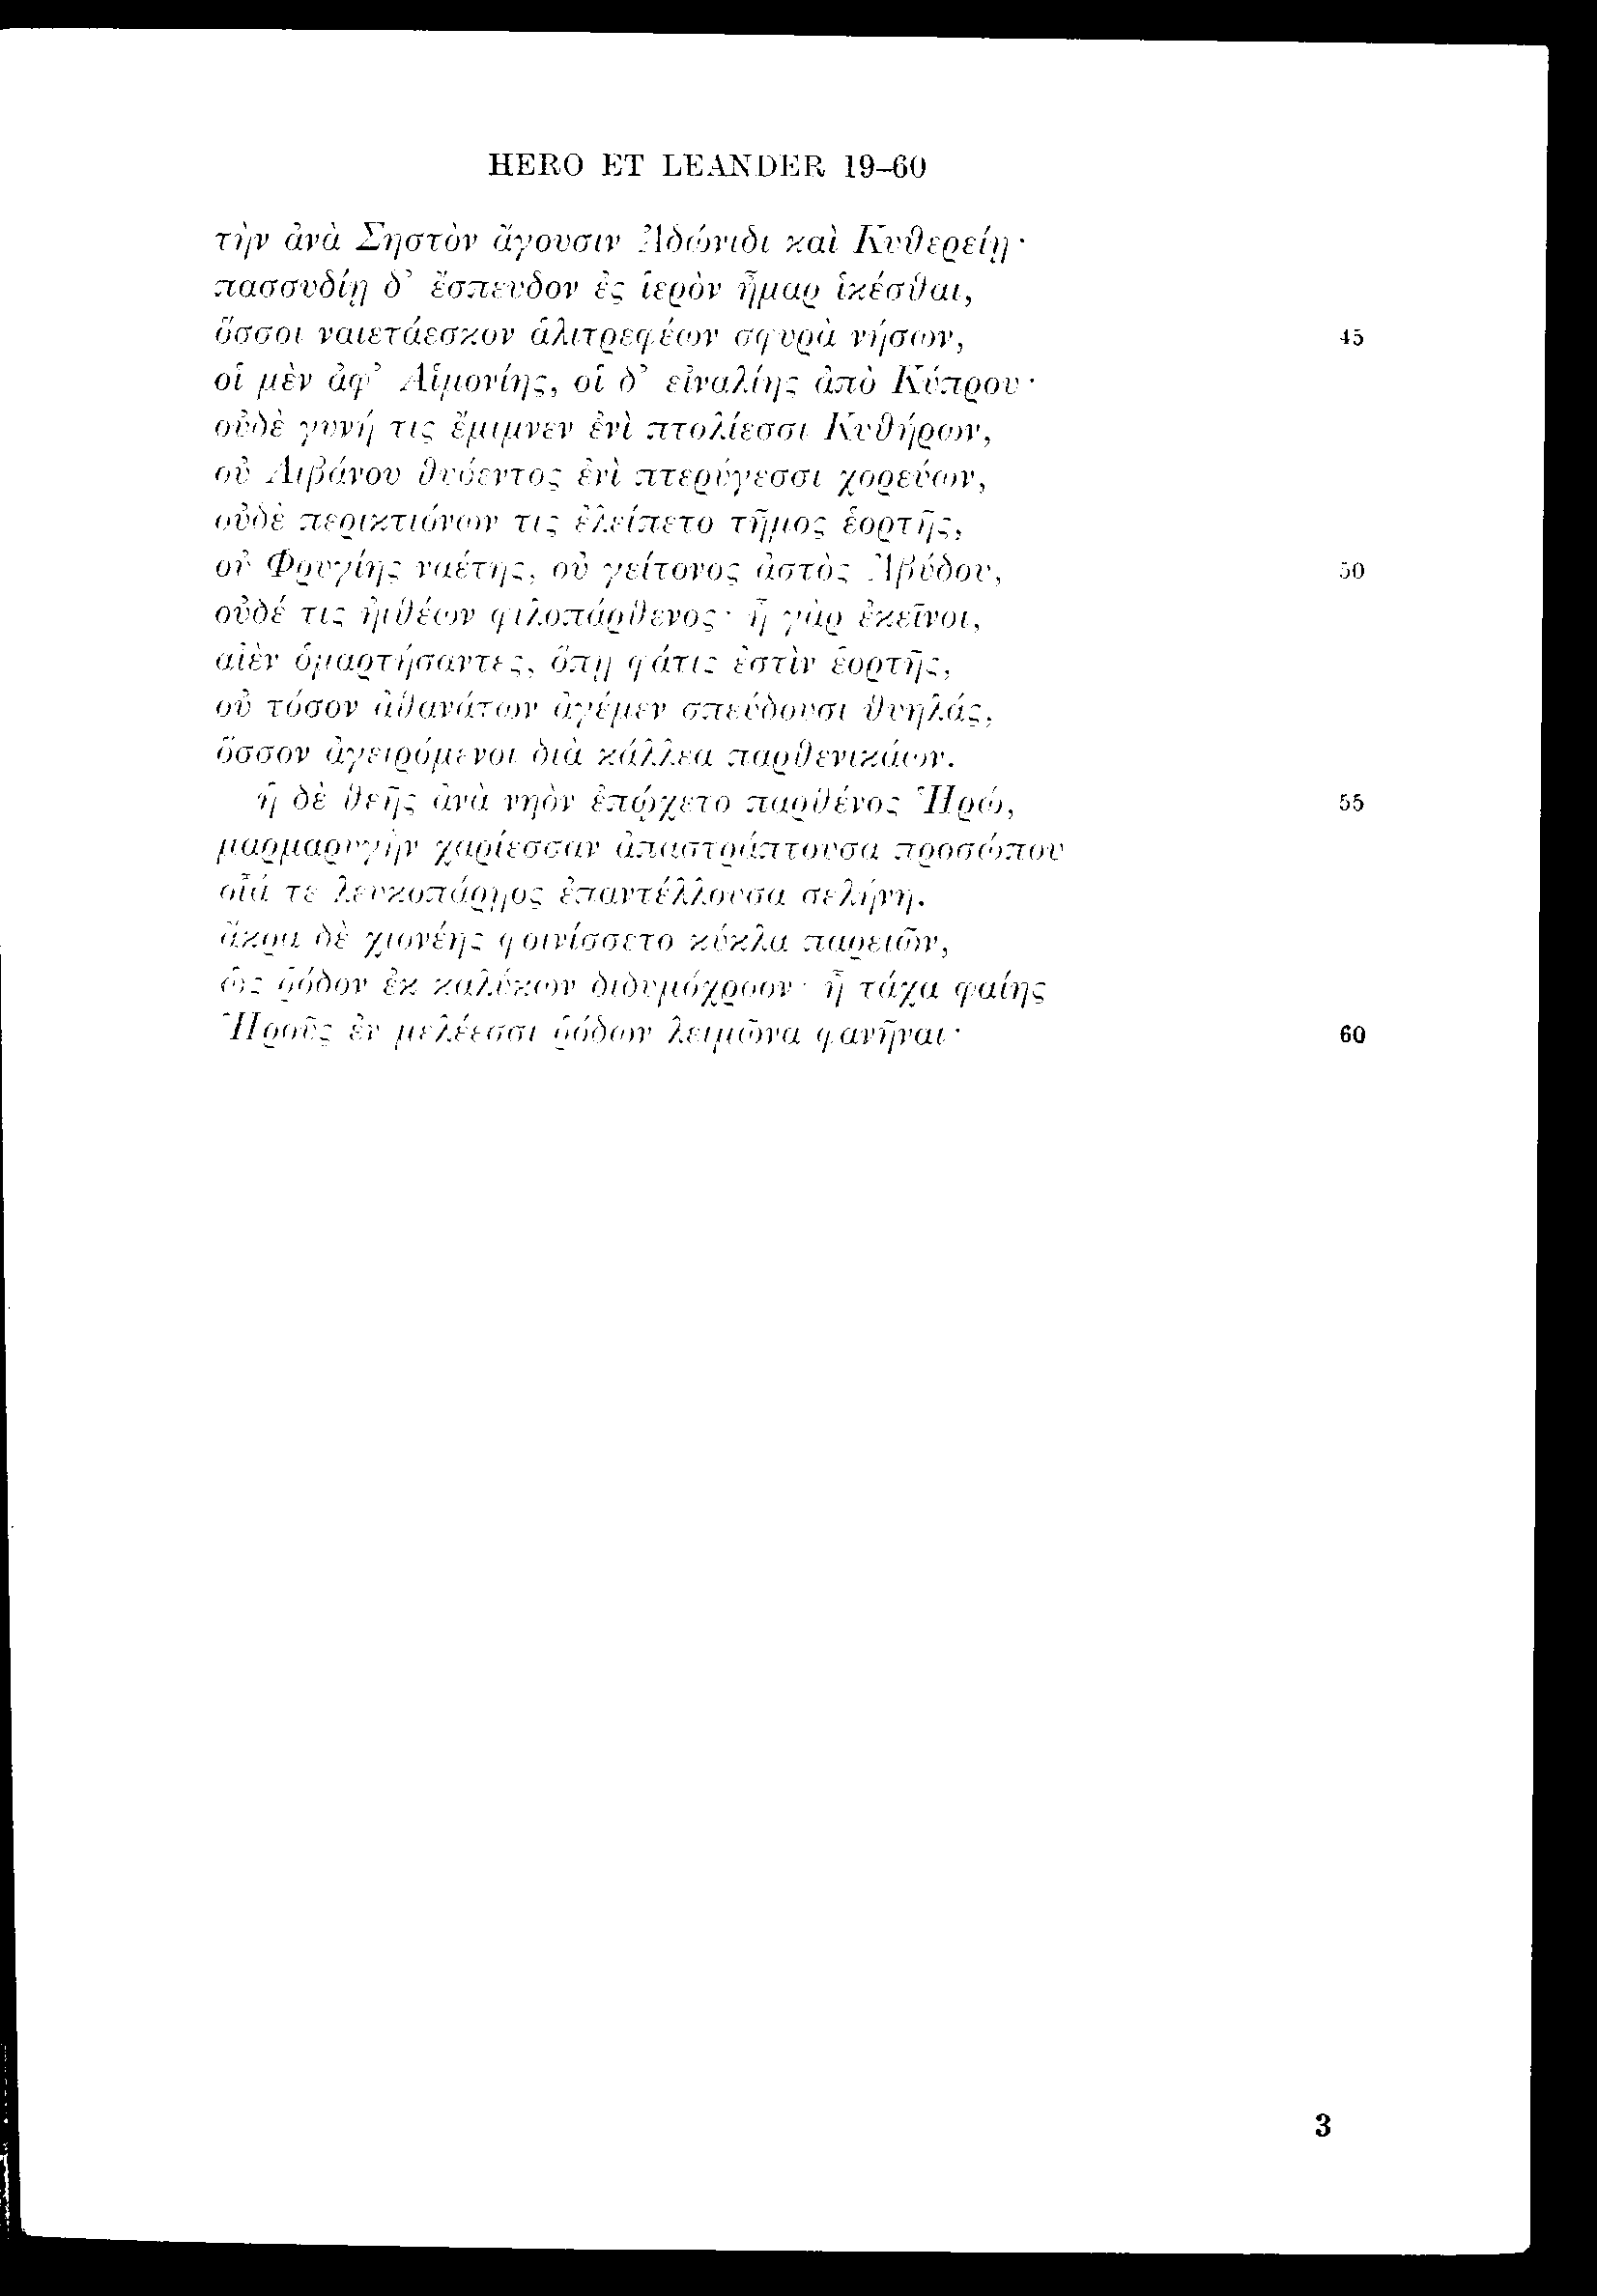 HERO ET LEANDER 19–60
τὴν ἀνὰ Σηστὸν ἄγουσιν Ἀδώνιδι καὶ Κυθερείῃ·
πασσυδίῃ δ’ ἔσπευδον ἐς ἱερὸν ἦμαρ ἱκέσθαι,
ὅσσοι ναιετάεσκον ἁλιτρεφέων σφυρὰ νήσων, 45
οἱ μὲν ἀφ’ Αἱμονίης, οἱ δ’ εἰναλίης ἀπὸ Κύπρου·
οὐδὲ γυνή τις ἔμιμνεν ἐνὶ πτολίεσσι Κυθήρων,
οὐ Λιβάνου θυόεντος ἐνὶ πτερύγεσσι χορεύων,
οὐδὲ περικτιόνων τις ἐλείπετο τῆμος ἑορτῆς,
οὐ Φρυγίης ναέτης, οὐ γείτονος ἀστὸς Ἀβύδου, 50
οὐδέ τις ἠιθέων φιλοπάρθενος· ἦ γὰρ ἐκεῖνοι,
αἰὲν ὁμαρτήσαντες, ὅπῃ φάτις ἐστὶν ἑορτῆς,
οὐ τόσον ἀθανάτων ἀγέμεν σπεύδουσι θυηλάς,
ὅσσον ἀγειρόμενοι διὰ κάλλεα παρθενικάων.
ἣ δὲ θεῆς ἀνὰ νηὸν ἐπῴχετο παρθένος Ἡρώ, 55
μαρμαρυγὴν χαρίεσσαν ἀπαστράπτουσα προσώπου
οἷά τε λευκοπάρῃος ἐπαντέλλουσα σελήνη.
ἄκρα δὲ χιονέης φοινίσσετο κύκλα παρειῶν,
ὡς ῥόδον ἐκ καλύκων διδυμόχροον· ἦ τάχα φαίης
Ἡροῦς ἐν μελέεσσι ῥόδων λειμῶνα φανῆναι· 60
3